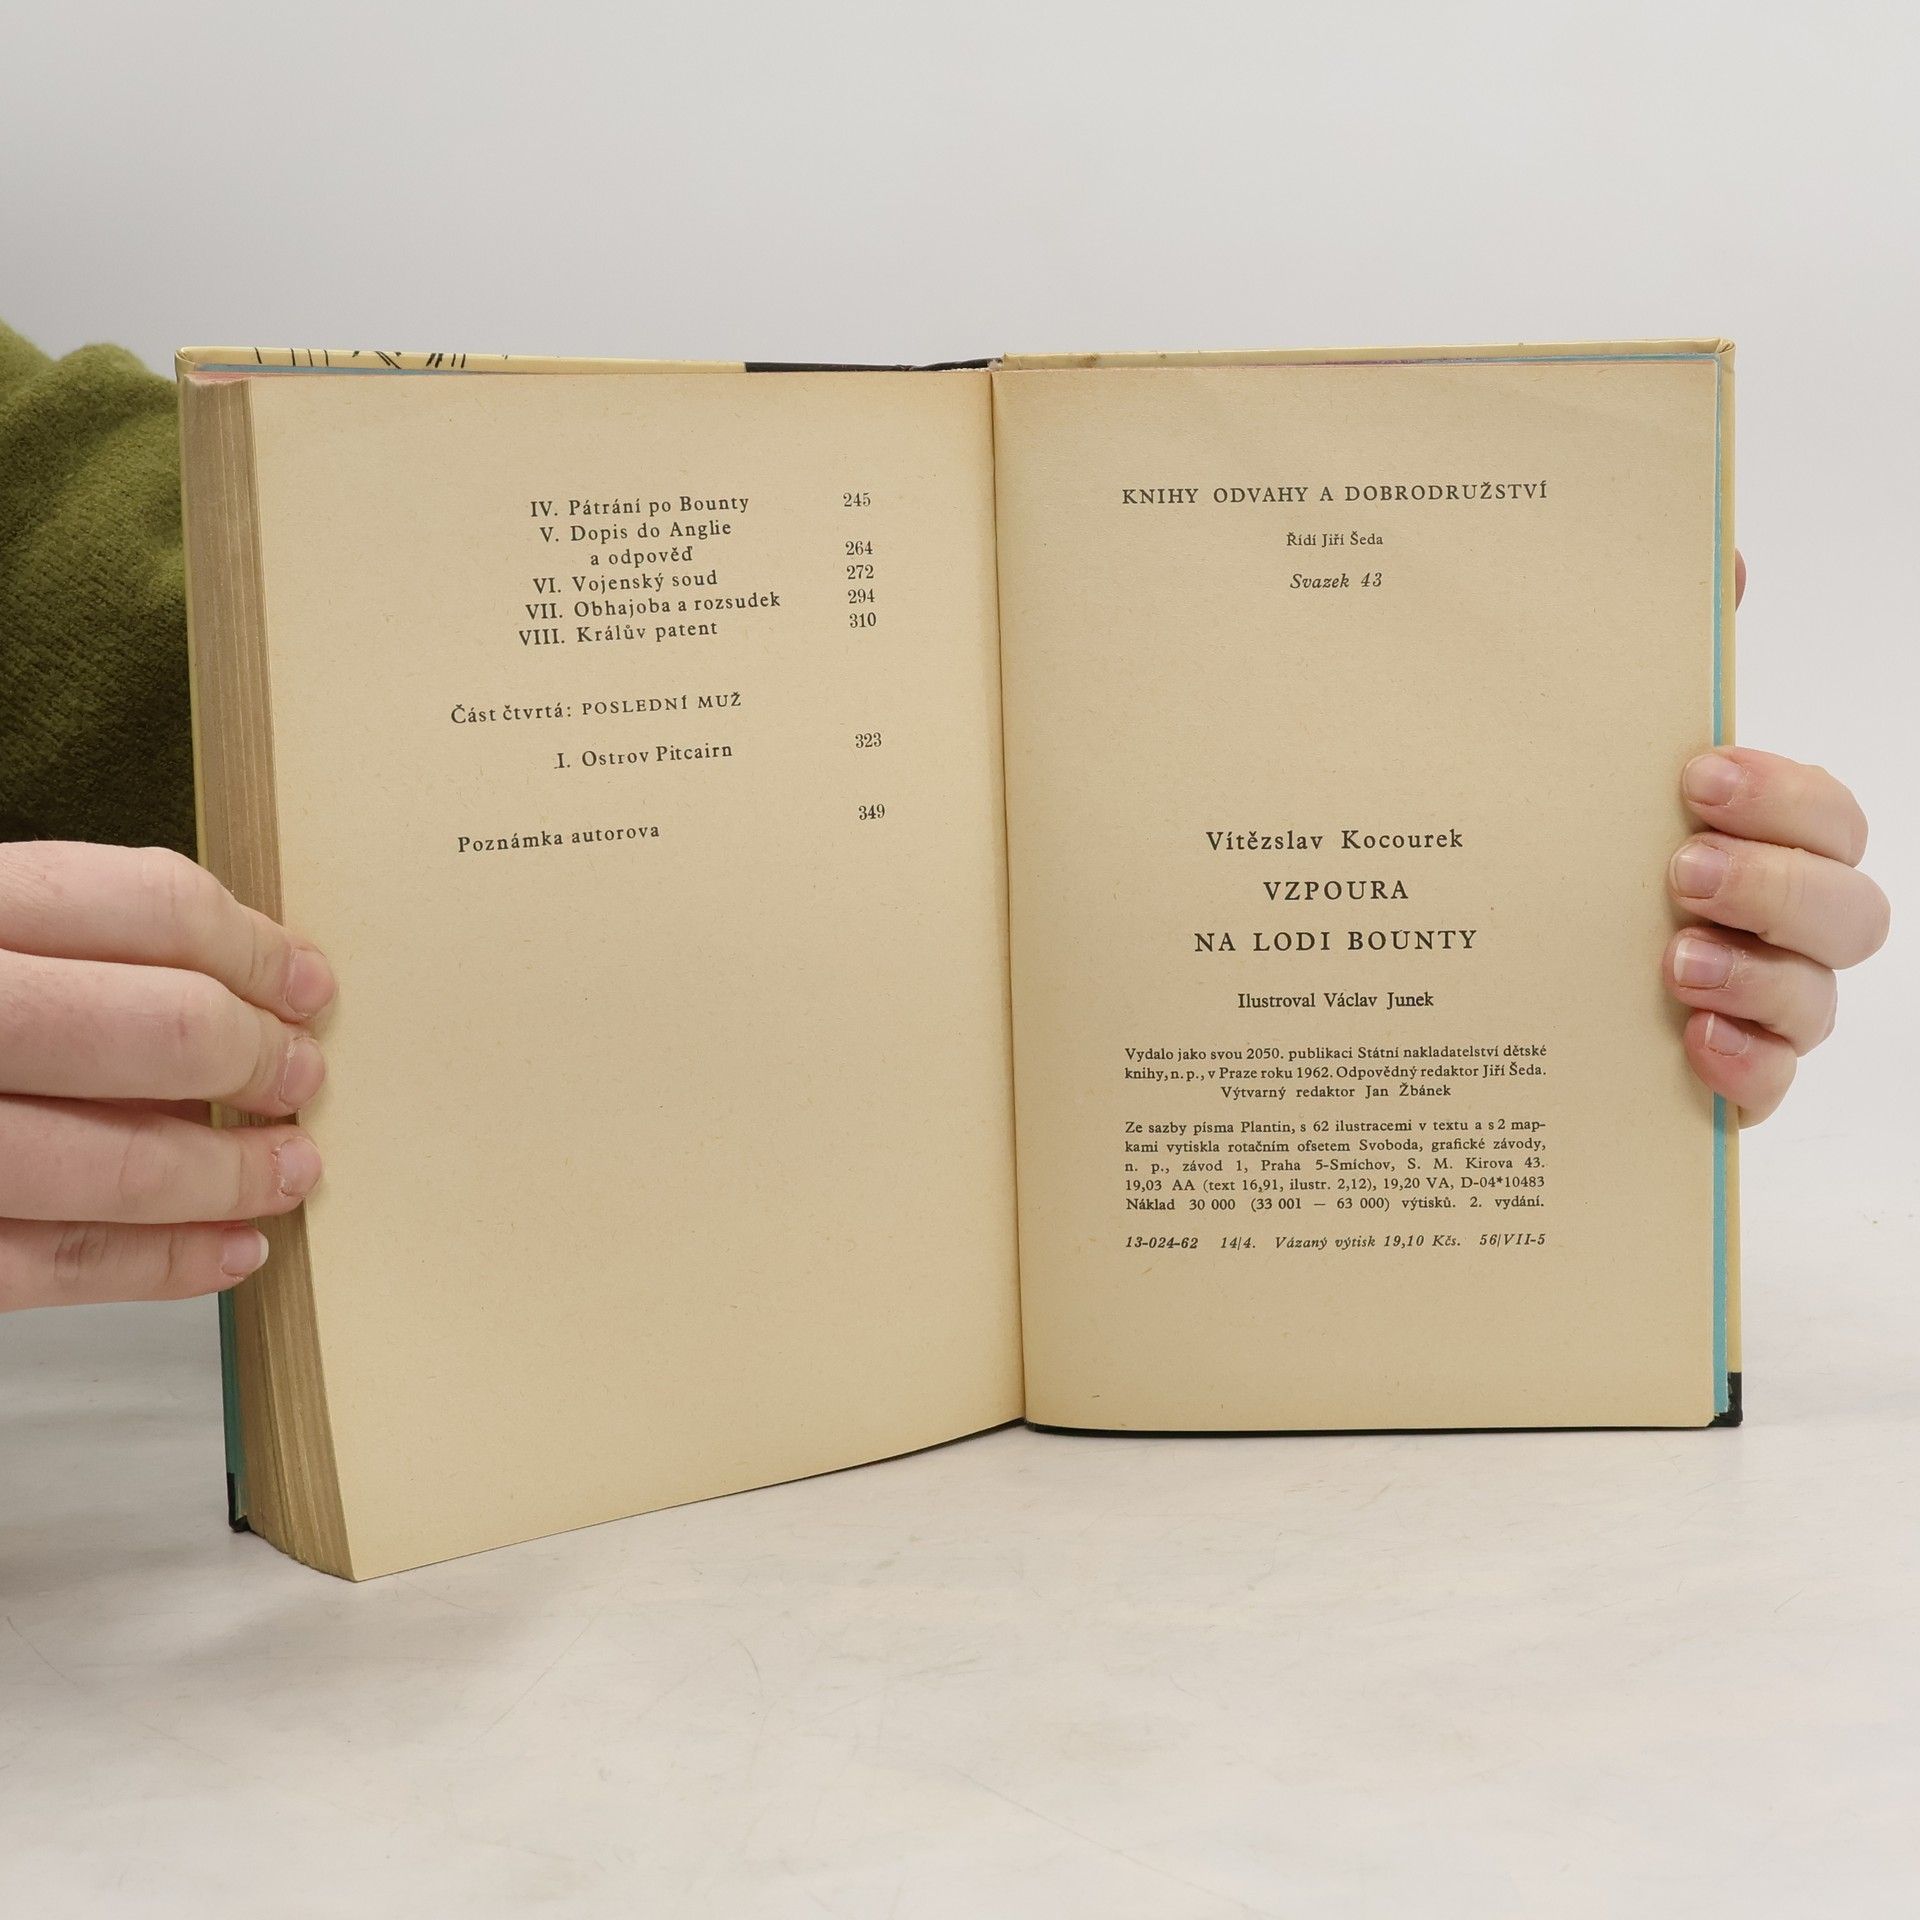 IV. Pátrání po Bounty 245
V. Dopis do Anglie
a odpověď 264
VI. Vojenský soud 272
VII. Obhajoba a rozsudek 294
VIII. Králův patent 310
Část čtvrtá: POSLEDNÍ MUŽ
I. Ostrov Pitcairn 323
Poznámka autorova 349
KNIHY ODVAHY A DOBRODRUŽSTVÍ
Řídí Jiří Šeda
Svazek 43
Vítězslav Kocourek
VZPOURA
NA LODI BOUNTY
Ilustroval Václav Junek
Vydalo jako svou 2050. publikaci Státní nakladatelství dětské
knihy, n. p., v Praze roku 1962. Odpovědný redaktor Jiří Šeda.
Výtvarný redaktor Jan Žbánek
Ze sazby písma Plantin, s 62 ilustracemi v textu a s 2 map-
kami vytiskla rotačním ofsetem Svoboda, grafické závody,
n. p., závod 1, Praha 5-Smíchov, S. M. Kirova 43.
19,03 AA (text 16,91, ilustr. 2,12), 19,20 VA, D-04*10483
Náklad 30 000 (33 001 — 63 000) výtisků. 2. vydání.
13-024-62 14/4. Vázaný výtisk 19,10 Kčs. 56/VII-5